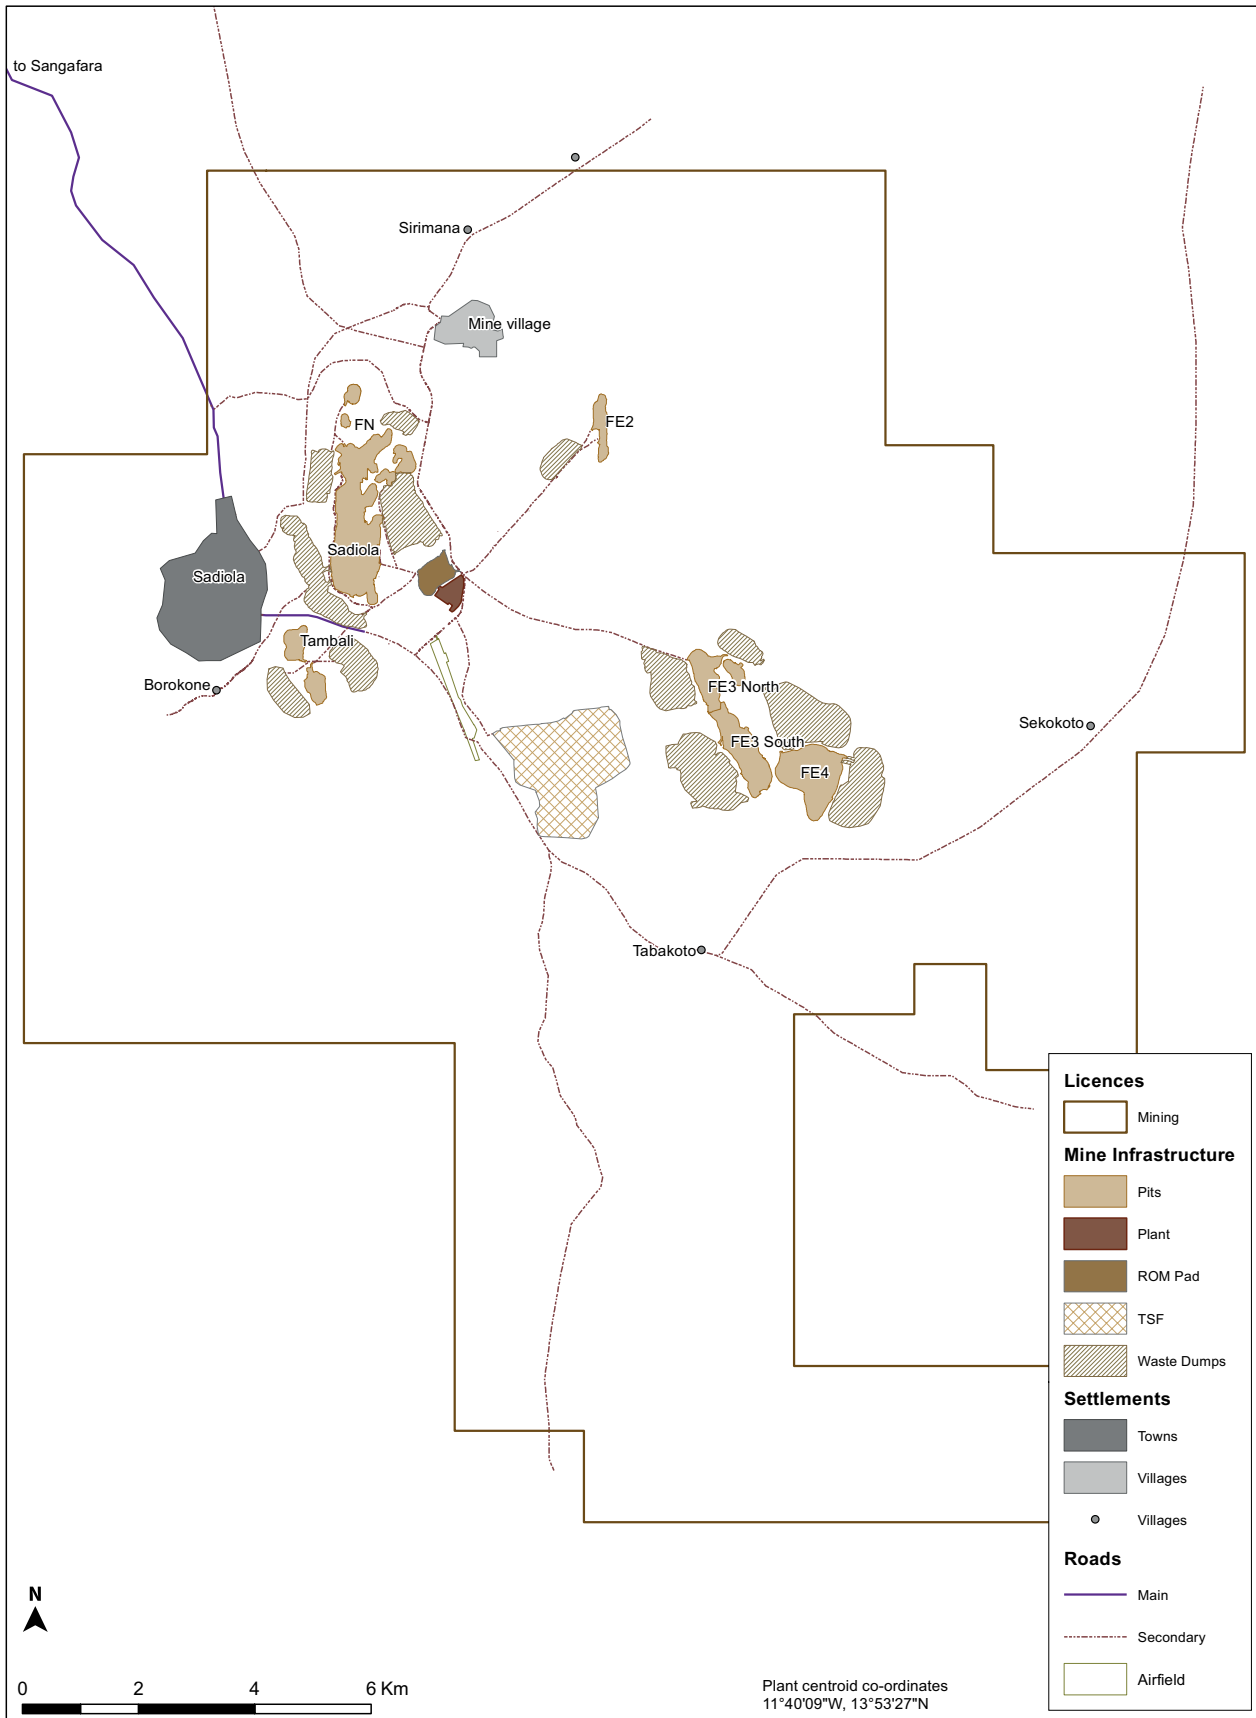 to Sangafara
Sirimana
Mine village
FN
FE2
Sadiola
Sadiola
Tambali
Borokone
FE3 North
FE3 South
FE4
Sekokoto
Tabakoto
Licences
Mining
Mine Infrastructure
Pits
Plant
ROM Pad
TSF
Waste Dumps
Settlements
Towns
Villages
Villages
Roads
Main
Secondary
Airfield
N
0 2 4 6 Km
Plant centroid co-ordinates
11°40'09"W, 13°53'27"N